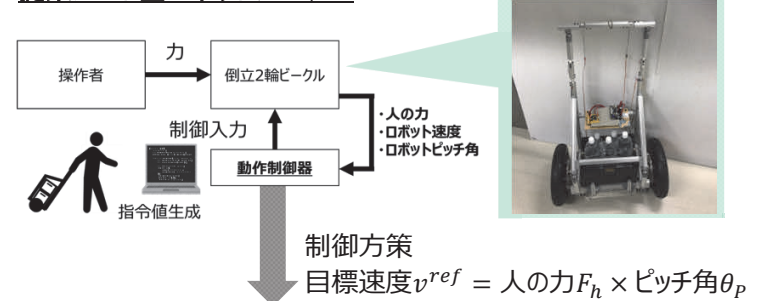 力
操作者
倒立2輪ビークル
・人の力
・ロボット速度
・ロボットピッチ角
制御入力
動作制御器
指令値生成
制御方策
目標速度v^{ref} = 人の力F_h × ピッチ角θ_P